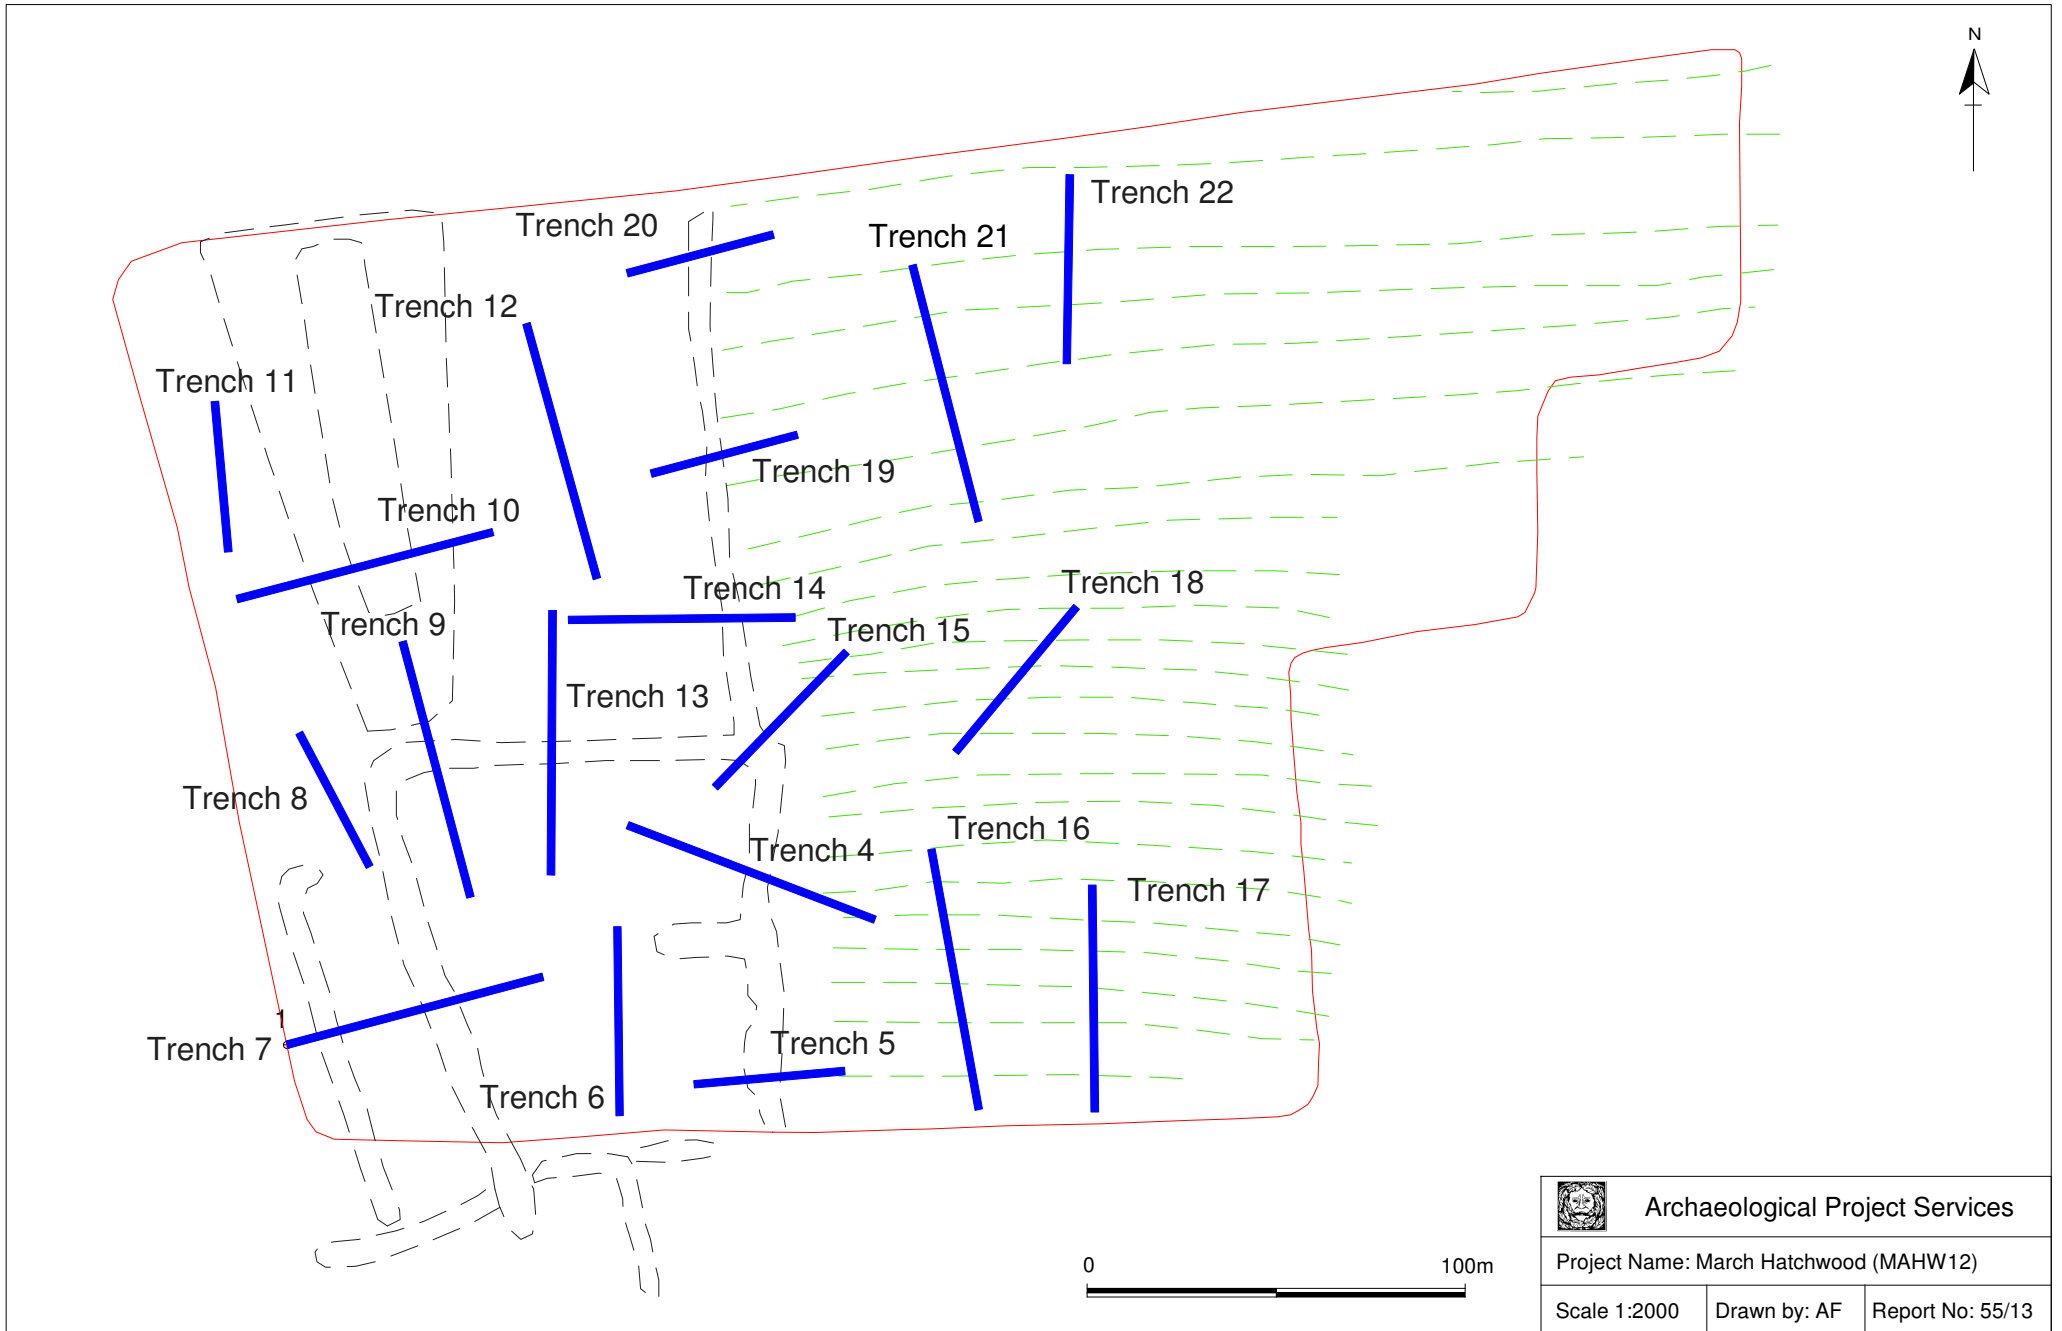 N
Trench 22
Trench 20
Trench 21
Trench 12
Trench 11
Trench 19
Trench 10
Trench 14
Trench 18
Trench 9
Trench 15
Trench 13
Trench 8
Trench 16
Trench 4
Trench 17
1
Trench 7
Trench 5
Trench 6
0 100m
Archaeological Project Services
Project Name: March Hatchwood (MAHW12)
Scale 1:2000 Drawn by: AF Report No: 55/13